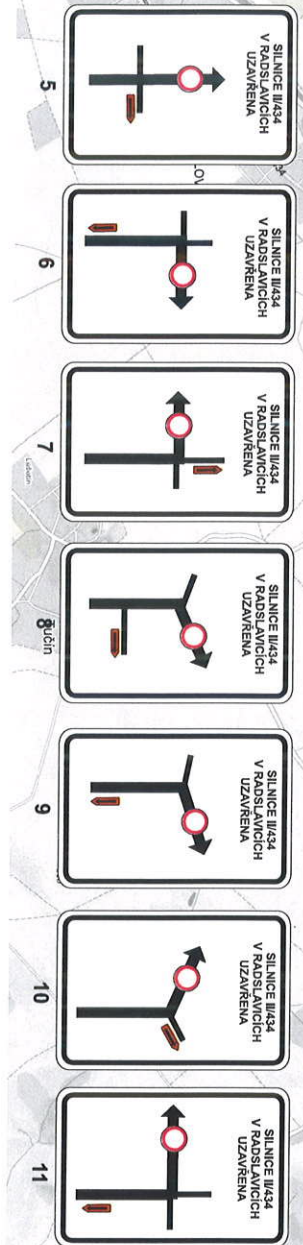 SILNICE II/434
V RADSLAVICÍCH
UZAVŘENA
5
SILNICE II/434
V RADSLAVICÍCH
UZAVŘENA
6
SILNICE II/434
V RADSLAVICÍCH
UZAVŘENA
7
SILNICE II/434
V RADSLAVICÍCH
UZAVŘENA
8
SILNICE II/434
V RADSLAVICÍCH
UZAVŘENA
9
SILNICE II/434
V RADSLAVICÍCH
UZAVŘENA
10
SILNICE II/434
V RADSLAVICÍCH
UZAVŘENA
11